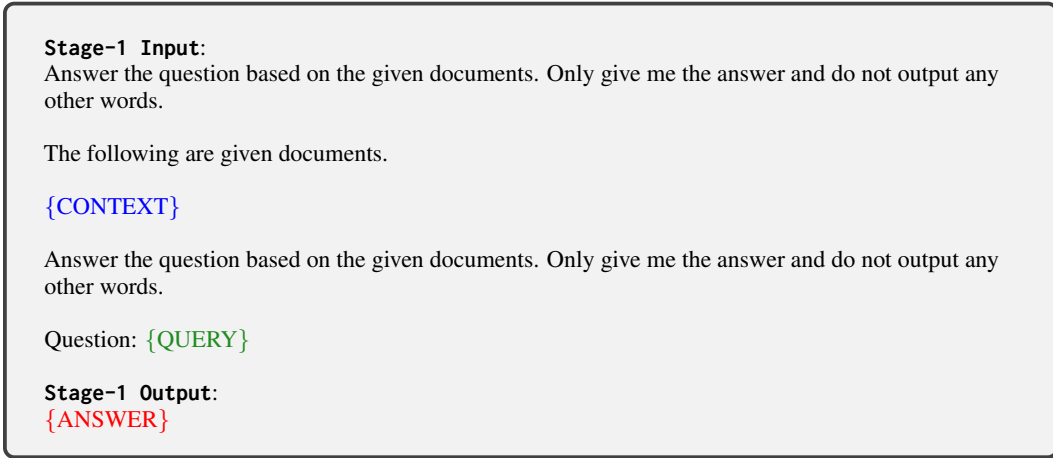 Stage-1 Input:
Answer the question based on the given documents. Only give me the answer and do not output any
other words.
The following are given documents.
{CONTEXT}
Answer the question based on the given documents. Only give me the answer and do not output any
other words.
Question: {QUERY}
Stage-1 Output:
{ANSWER}